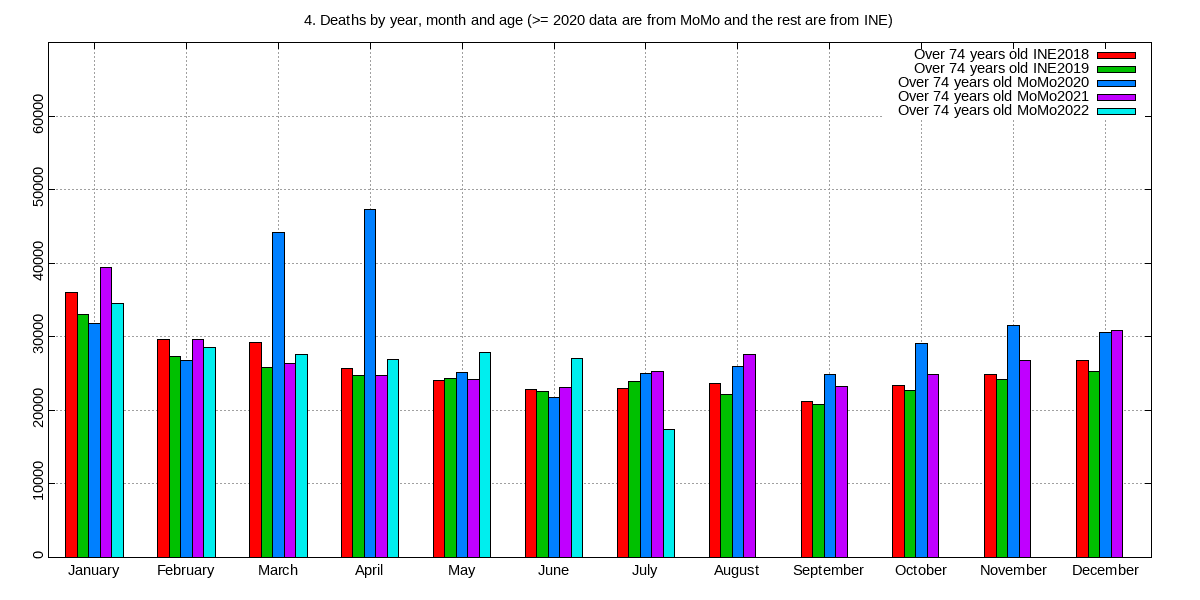 4. Deaths by year, month and age (>= 2020 data are from MoMo and the rest are from INE)
Over 74 years old INE2018
Over 74 years old INE2019
Over 74 years old MoMo2020
Over 74 years old MoMo2021
Over 74 years old MoMo2022
60000
50000
40000
30000
20000
10000
0
January February March April May June July August September October November December